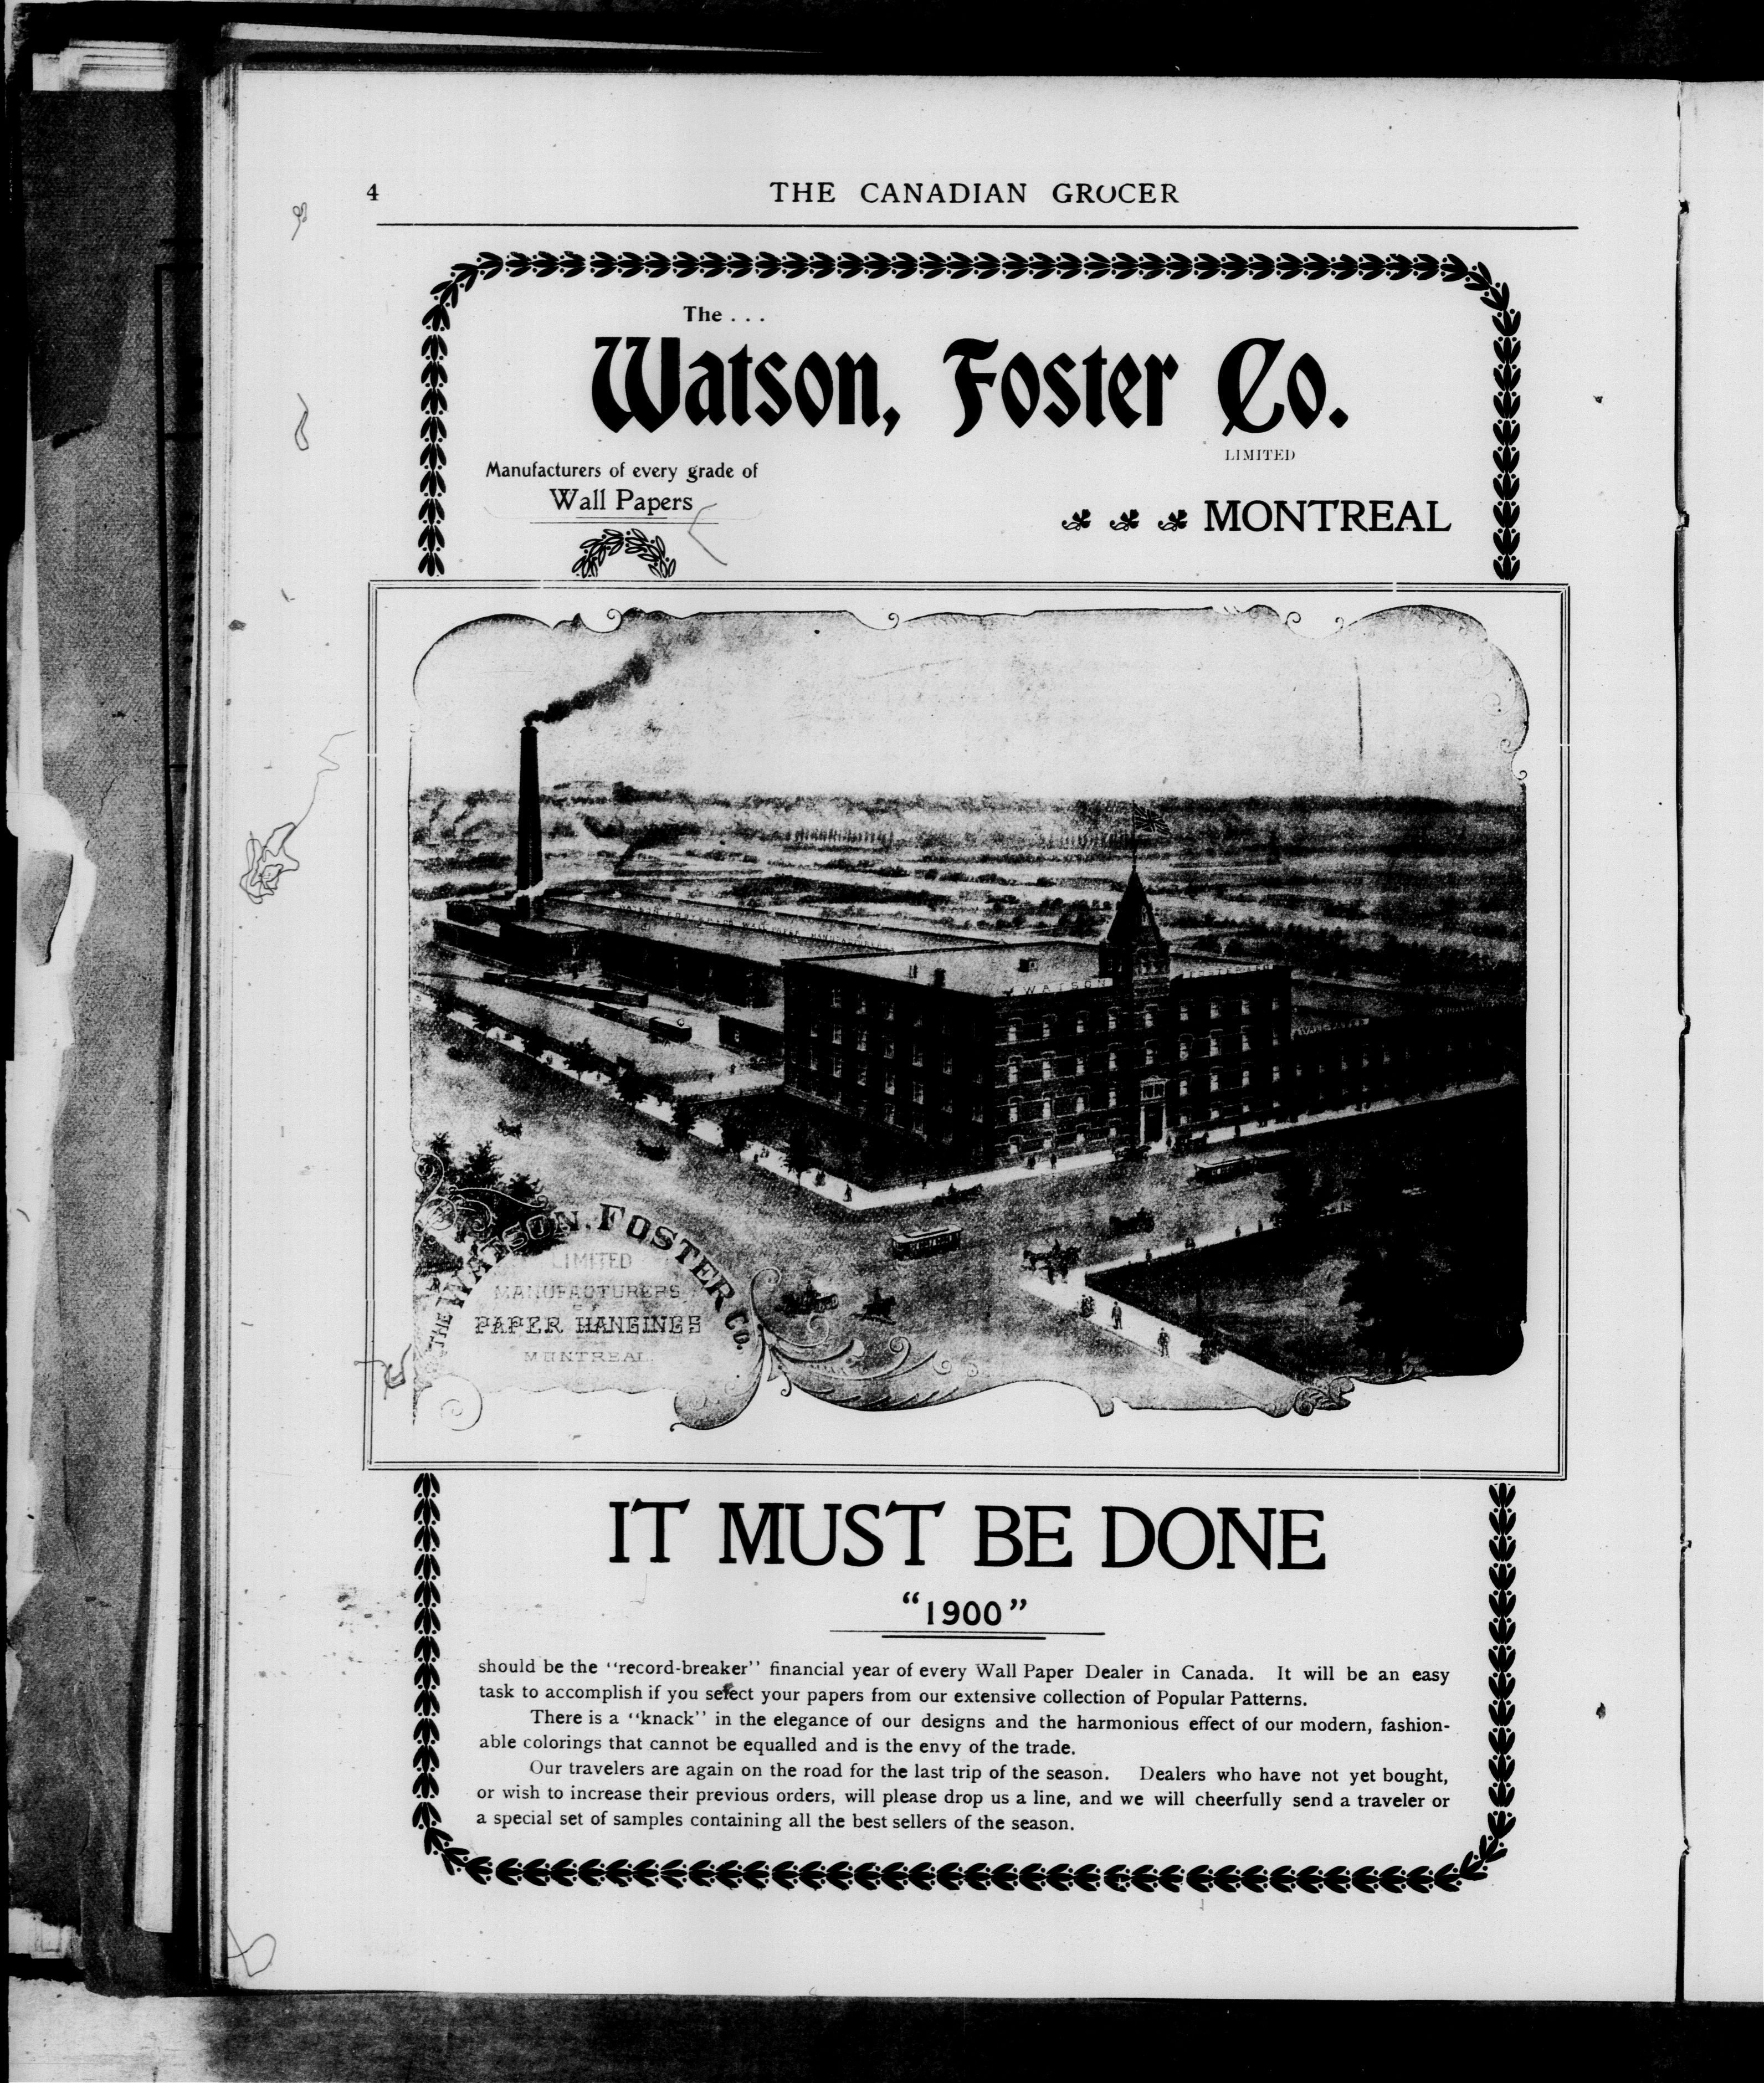 4
THE CANADIAN GROCER
The . . .
Watson, Foster Co.
LIMITED
Manufacturers of every grade of
Wall Papers
MONTREAL
WATSON
THE WATSON, FOSTER CO.
LIMITED
MANUFACTURERS
PAPER HANGINGS
MONTREAL.
IT MUST BE DONE
"1900"
should be the "record-breaker" financial year of every Wall Paper Dealer in Canada. It will be an easy
task to accomplish if you select your papers from our extensive collection of Popular Patterns.
There is a "knack" in the elegance of our designs and the harmonious effect of our modern, fashion-
able colorings that cannot be equalled and is the envy of the trade.
Our travelers are again on the road for the last trip of the season. Dealers who have not yet bought,
or wish to increase their previous orders, will please drop us a line, and we will cheerfully send a traveler or
a special set of samples containing all the best sellers of the season.